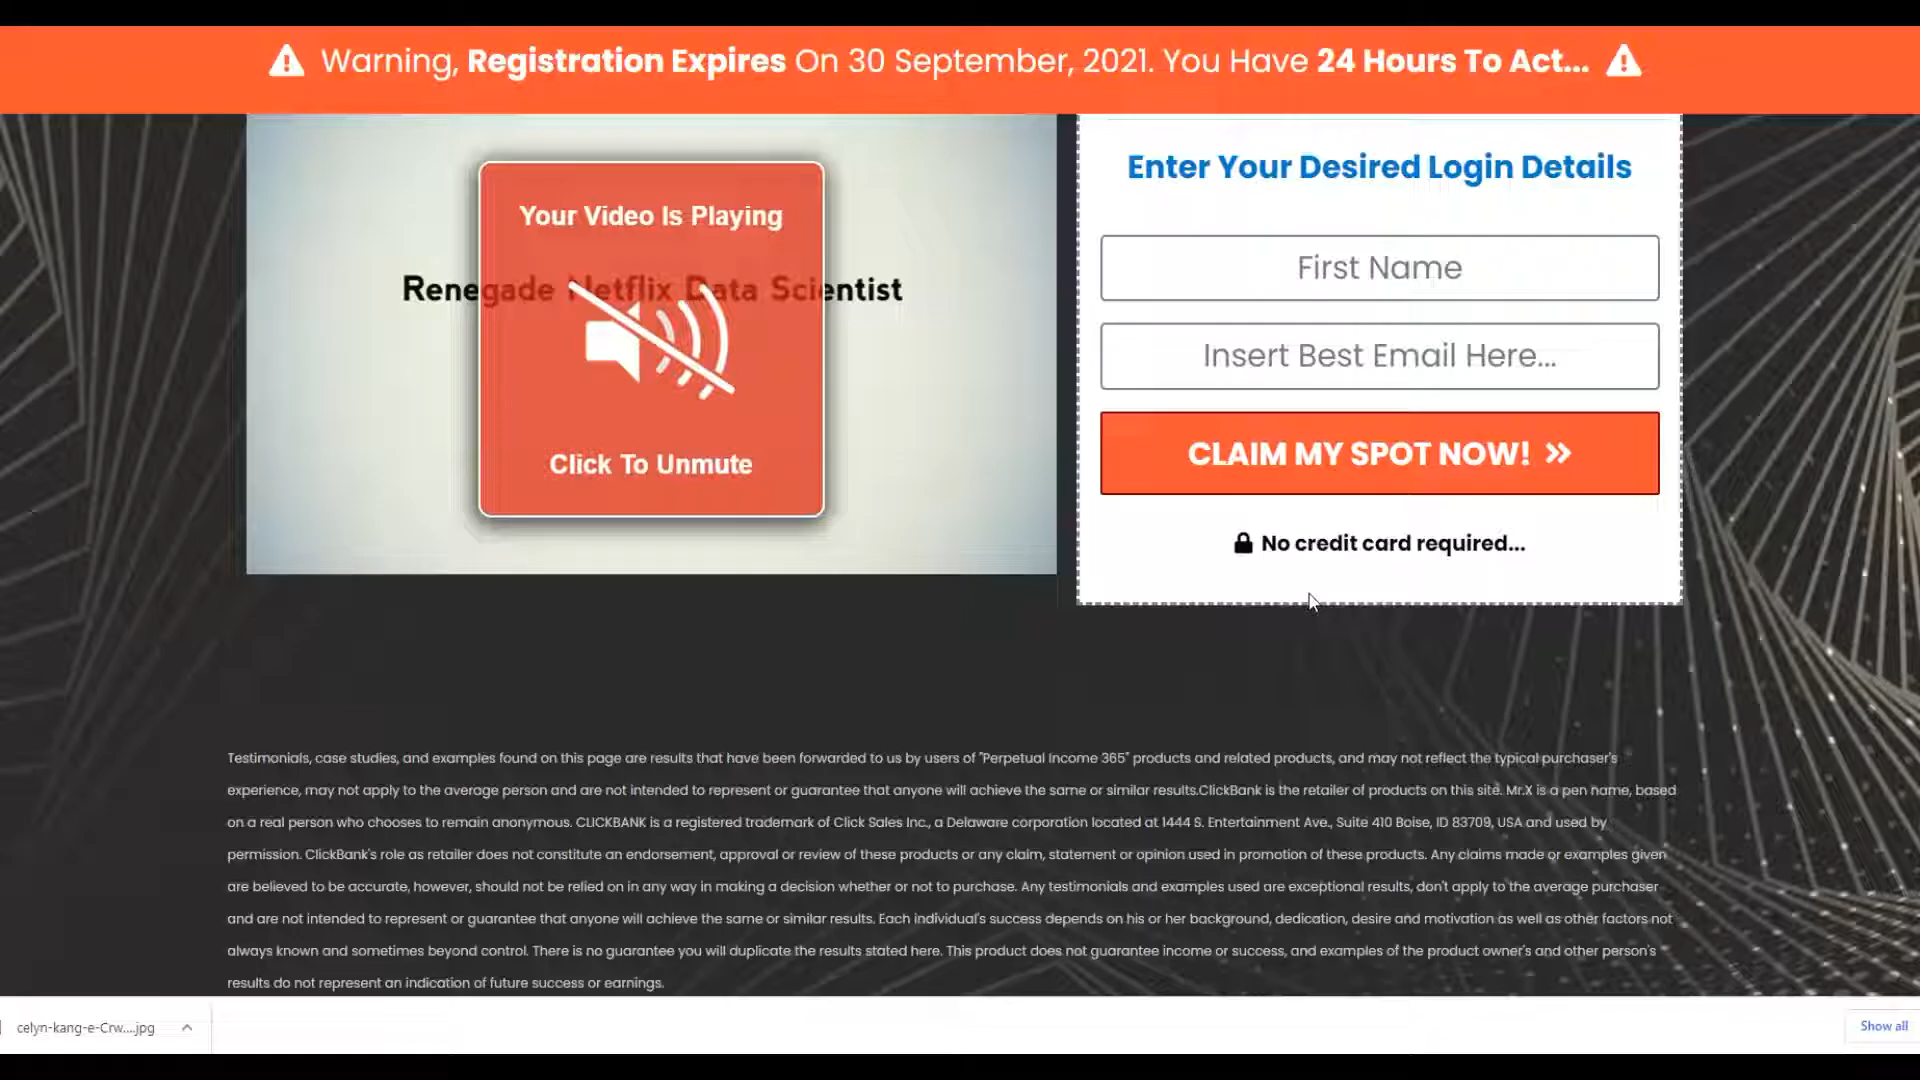 Warning, Registration Expires On 30 September, 2021. You Have 24 Hours To Act...
Your Video Is Playing
Renegade Netflix Data Scientist
Click To Unmute
Enter Your Desired Login Details
First Name
Insert Best Email Here...
CLAIM MY SPOT NOW! »
No credit card required...
Testimonials, case studies, and examples found on this page are results that have been forwarded to us by users of "Perpetual Income 365" products and related products, and may not reflect the typical purchaser's
experience, may not apply to the average person and are not intended to represent or guarantee that anyone will achieve the same or similar results.ClickBank is the retailer of products on this site. Mr.X is a pen name, based
on a real person who chooses to remain anonymous. CLICKBANK is a registered trademark of Click Sales Inc., a Delaware corporation located at 1444 S. Entertainment Ave., Suite 410 Boise, ID 83709, USA and used by
permission. ClickBank's role as retailer does not constitute an endorsement, approval or review of these products or any claim, statement or opinion used in promotion of these products. Any claims made or examples given
are believed to be accurate, however, should not be relied on in any way in making a decision whether or not to purchase. Any testimonials and examples used are exceptional results, don't apply to the average purchaser
and are not intended to represent or guarantee that anyone will achieve the same or similar results. Each individual's success depends on his or her background, dedication, desire and motivation as well as other factors not
always known and sometimes beyond control. There is no guarantee you will duplicate the results stated here. This product does not guarantee income or success, and examples of the product owner's and other person's
results do not represent an indication of future success or earnings.
celyn-kang-e-Crw....jpg
Show all